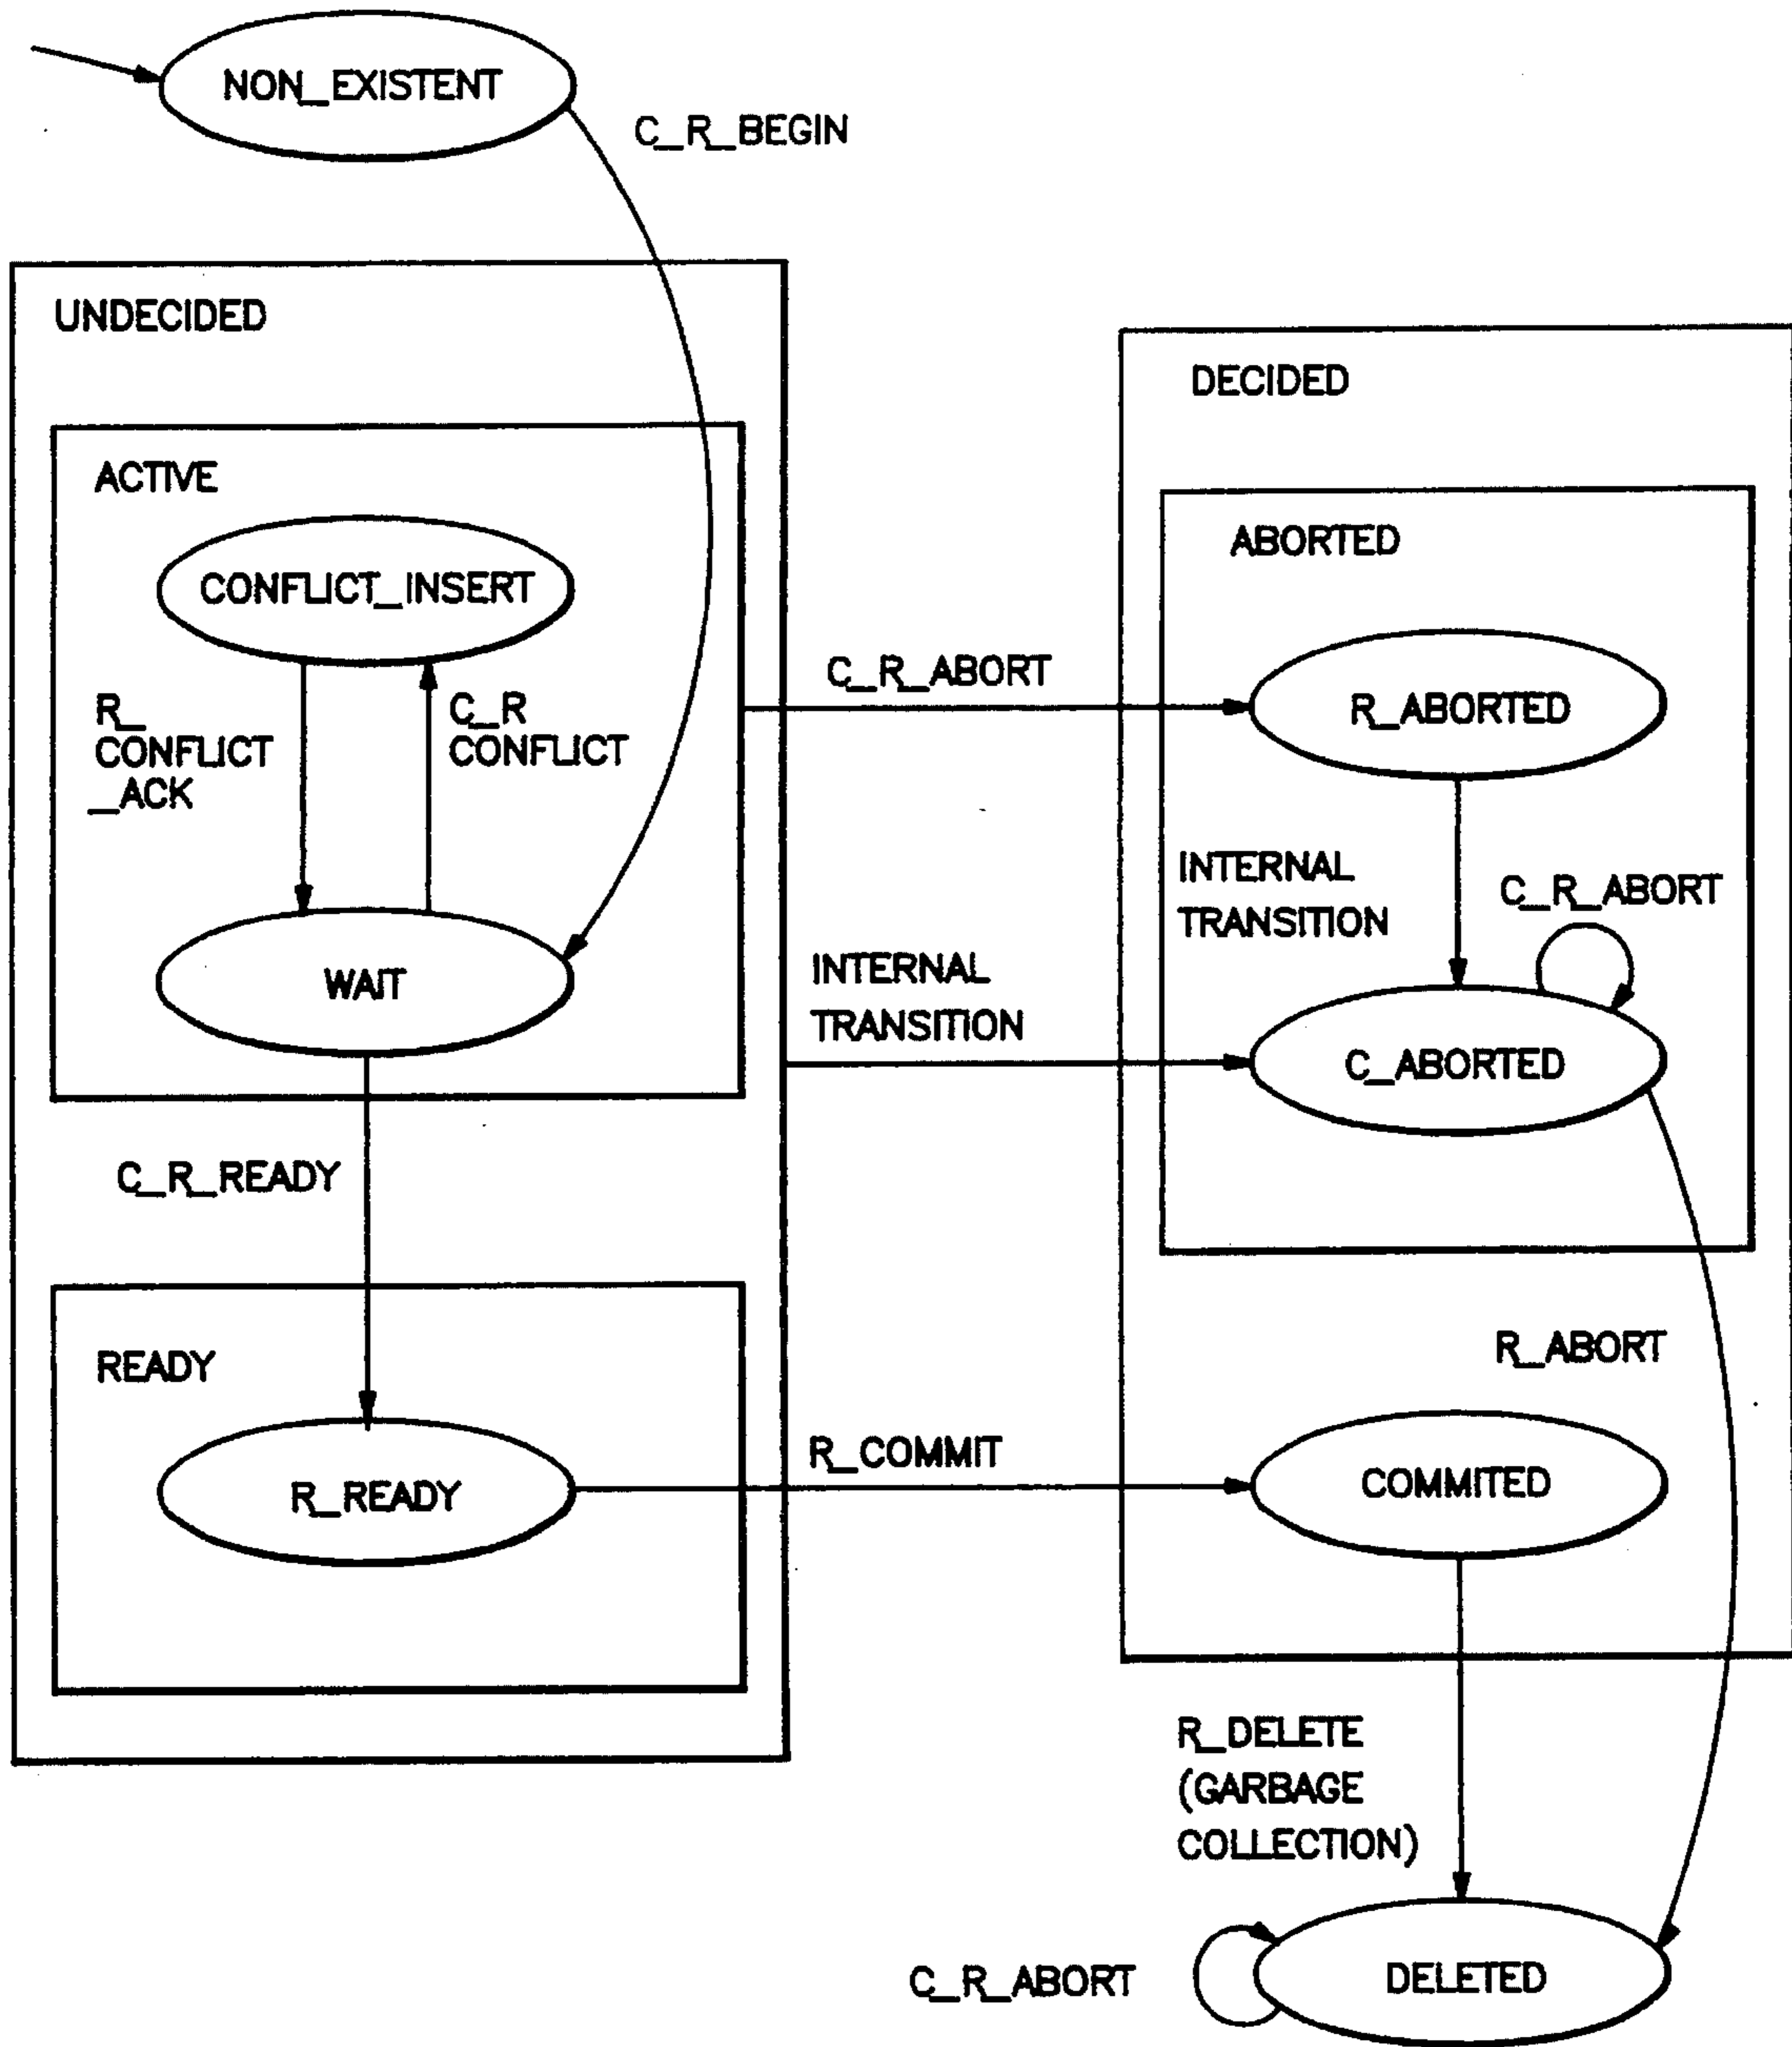 NON_EXISTENT
C_R_BEGIN
UNDECIDED
DECIDED
ACTIVE
ABORTED
CONFLICT_INSERT
C_R_ABORT
R_ABORTED
R_
CONFLICT
_ACK
C_R
CONFLICT
INTERNAL
TRANSITION
C_R_ABORT
WAIT
INTERNAL
TRANSITION
C_ABORTED
C_R_READY
READY
R_ABORT
R_COMMIT
R_READY
COMMITED
R_DELETE
(GARBAGE
COLLECTION)
C_R_ABORT
DELETED